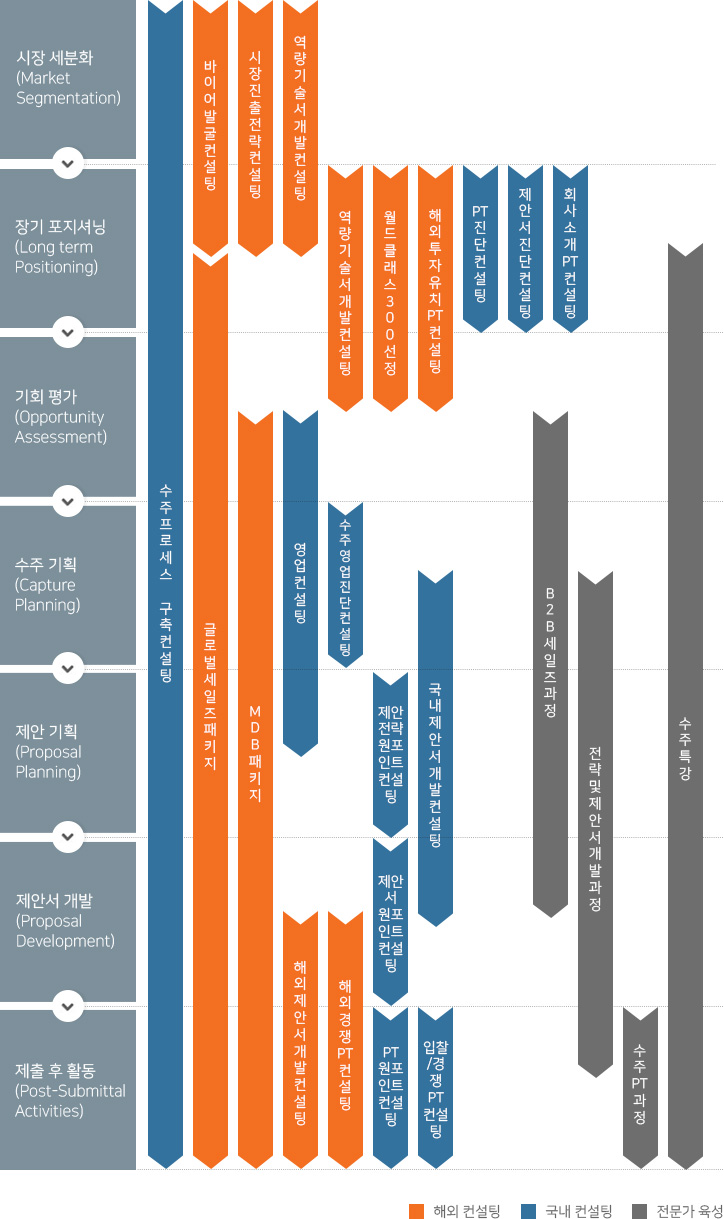 시장 세분화
(Market
Segmentation)
장기 포지셔닝
(Long term
Positioning)
기회 평가
(Opportunity
Assessment)
수주 기획
(Capture
Planning)
제안 기획
(Proposal
Planning)
제안서 개발
(Proposal
Development)
제출 후 활동
(Post-Submittal
Activities)
수주프로세스 구축컨설팅
바이어발굴컨설팅
시장진출전략컨설팅
역량기술서개발컨설팅
역량기술서개발컨설팅
월드클래스300선정
해외투자유치PT컨설팅
PT진단컨설팅
제안서진단컨설팅
회사소개PT컨설팅
글로벌세일즈패키지
MDB패키지
영업컨설팅
수주영업진단컨설팅
제안
전략
원포
인트
컨설
팅
국내제안서개발컨설팅
B2B세일즈과정
전략및제안서개발과정
수주특강
제안
서
원포
인트
컨설
팅
해외제안서개발컨설팅
해외경쟁PT컨설팅
PT
원포
인트
컨설
팅
입찰
/경
쟁
PT
컨설
팅
수주PT과정
해외 컨설팅
국내 컨설팅
전문가 육성